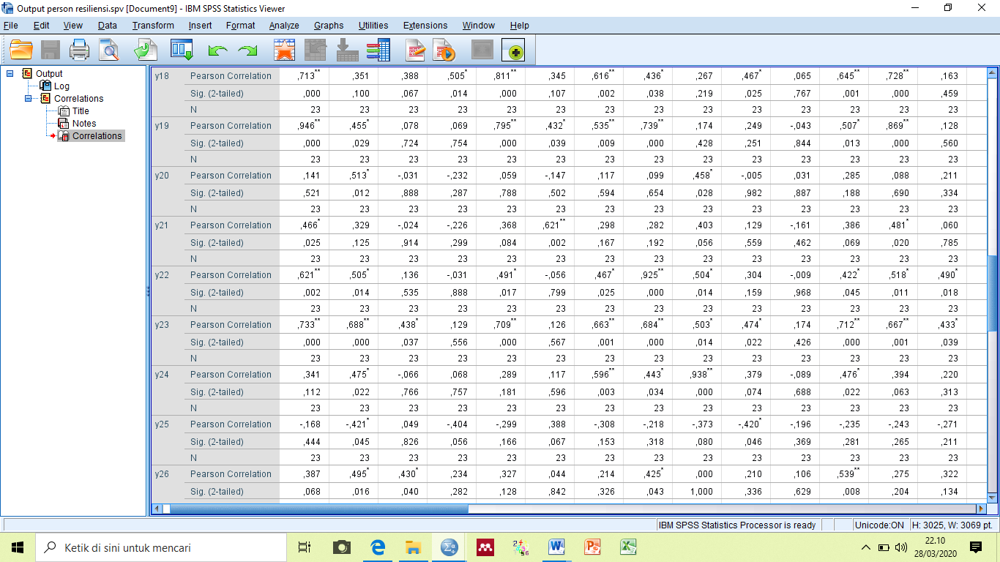 Output person resiliensi.spv [Document9] - IBM SPSS Statistics Viewer
File Edit View Data Transform Insert Format Analyze Graphs Utilities Extensions Window Help
Output
Log
Correlations
Title
Notes
Correlations
y18 Pearson Correlation ,713** ,351 ,388 ,505* ,811** ,345 ,616** ,436* ,267 ,467* ,065 ,645** ,728** ,163
Sig. (2-tailed) ,000 ,100 ,067 ,014 ,000 ,107 ,002 ,038 ,219 ,025 ,767 ,001 ,000 ,459
N 23 23 23 23 23 23 23 23 23 23 23 23 23 23
y19 Pearson Correlation ,946** ,455* ,078 ,069 ,795** ,432* ,535** ,739** ,174 ,249 -,043 ,507* ,869** ,128
Sig. (2-tailed) ,000 ,029 ,724 ,754 ,000 ,039 ,009 ,000 ,428 ,251 ,844 ,013 ,000 ,560
N 23 23 23 23 23 23 23 23 23 23 23 23 23 23
y20 Pearson Correlation ,141 ,513* -,031 -,232 ,059 -,147 ,117 ,099 ,458* -,005 ,031 ,285 ,088 ,211
Sig. (2-tailed) ,521 ,012 ,888 ,287 ,788 ,502 ,594 ,654 ,028 ,982 ,887 ,188 ,690 ,334
N 23 23 23 23 23 23 23 23 23 23 23 23 23 23
y21 Pearson Correlation ,466* ,329 -,024 -,226 ,368 ,621** ,298 ,282 ,403 ,129 -,161 ,386 ,481* ,060
Sig. (2-tailed) ,025 ,125 ,914 ,299 ,084 ,002 ,167 ,192 ,056 ,559 ,462 ,069 ,020 ,785
N 23 23 23 23 23 23 23 23 23 23 23 23 23 23
y22 Pearson Correlation ,621** ,505* ,136 -,031 ,491* -,056 ,467* ,925** ,504* ,304 -,009 ,422* ,518* ,490*
Sig. (2-tailed) ,002 ,014 ,535 ,888 ,017 ,799 ,025 ,000 ,014 ,159 ,968 ,045 ,011 ,018
N 23 23 23 23 23 23 23 23 23 23 23 23 23 23
y23 Pearson Correlation ,733** ,688** ,438* ,129 ,709** ,126 ,663** ,684** ,503* ,474* ,174 ,712** ,667** ,433*
Sig. (2-tailed) ,000 ,000 ,037 ,556 ,000 ,567 ,001 ,000 ,014 ,022 ,426 ,000 ,001 ,039
N 23 23 23 23 23 23 23 23 23 23 23 23 23 23
y24 Pearson Correlation ,341 ,475* -,066 ,068 ,289 ,117 ,596** ,443* ,938** ,379 -,089 ,476* ,394 ,220
Sig. (2-tailed) ,112 ,022 ,766 ,757 ,181 ,596 ,003 ,034 ,000 ,074 ,688 ,022 ,063 ,313
N 23 23 23 23 23 23 23 23 23 23 23 23 23 23
y25 Pearson Correlation -,168 -,421* ,049 -,404 -,299 ,388 -,308 -,218 -,373 -,420* -,196 -,235 -,243 -,271
Sig. (2-tailed) ,444 ,045 ,826 ,056 ,166 ,067 ,153 ,318 ,080 ,046 ,369 ,281 ,265 ,211
N 23 23 23 23 23 23 23 23 23 23 23 23 23 23
y26 Pearson Correlation ,387 ,495* ,430* ,234 ,327 ,044 ,214 ,425* ,000 ,210 ,106 ,539** ,275 ,322
Sig. (2-tailed) ,068 ,016 ,040 ,282 ,128 ,842 ,326 ,043 1,000 ,336 ,629 ,008 ,204 ,134
IBM SPSS Statistics Processor is ready Unicode:ON H: 3025, W: 3069 pt.
Ketik di sini untuk mencari
22.10
28/03/2020